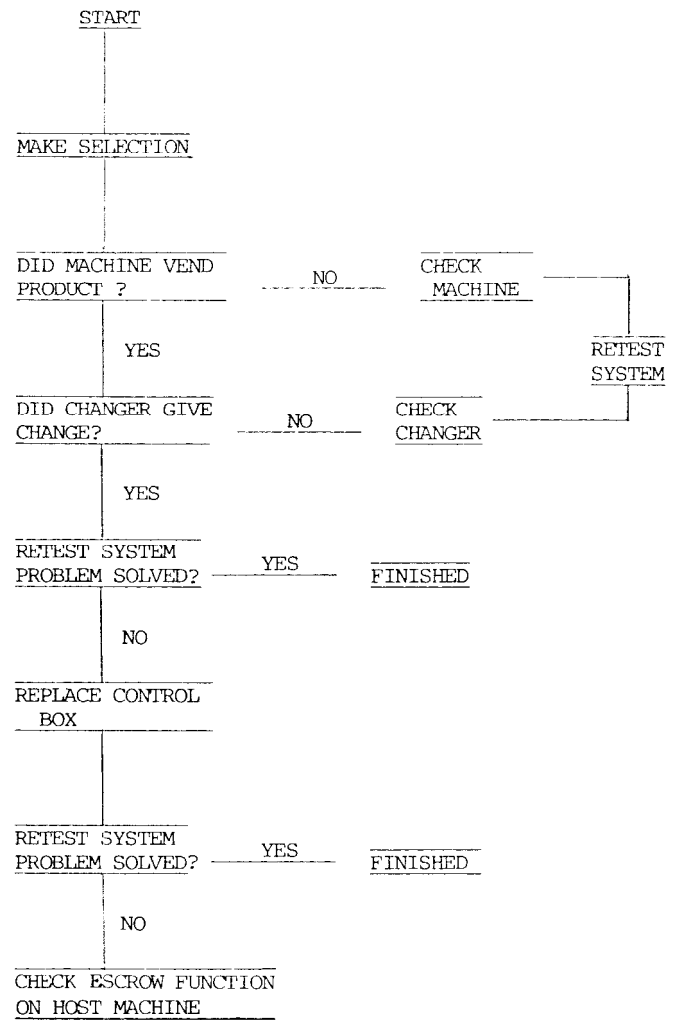 START
MAKE SELECTION
DID MACHINE VEND
PRODUCT ?
NO
CHECK
MACHINE
YES
RETEST
SYSTEM
DID CHANGER GIVE
CHANGE?
NO
CHECK
CHANGER
YES
RETEST SYSTEM
PROBLEM SOLVED?
YES
FINISHED
NO
REPLACE CONTROL
BOX
RETEST SYSTEM
PROBLEM SOLVED?
YES
FINISHED
NO
CHECK ESCROW FUNCTION
ON HOST MACHINE